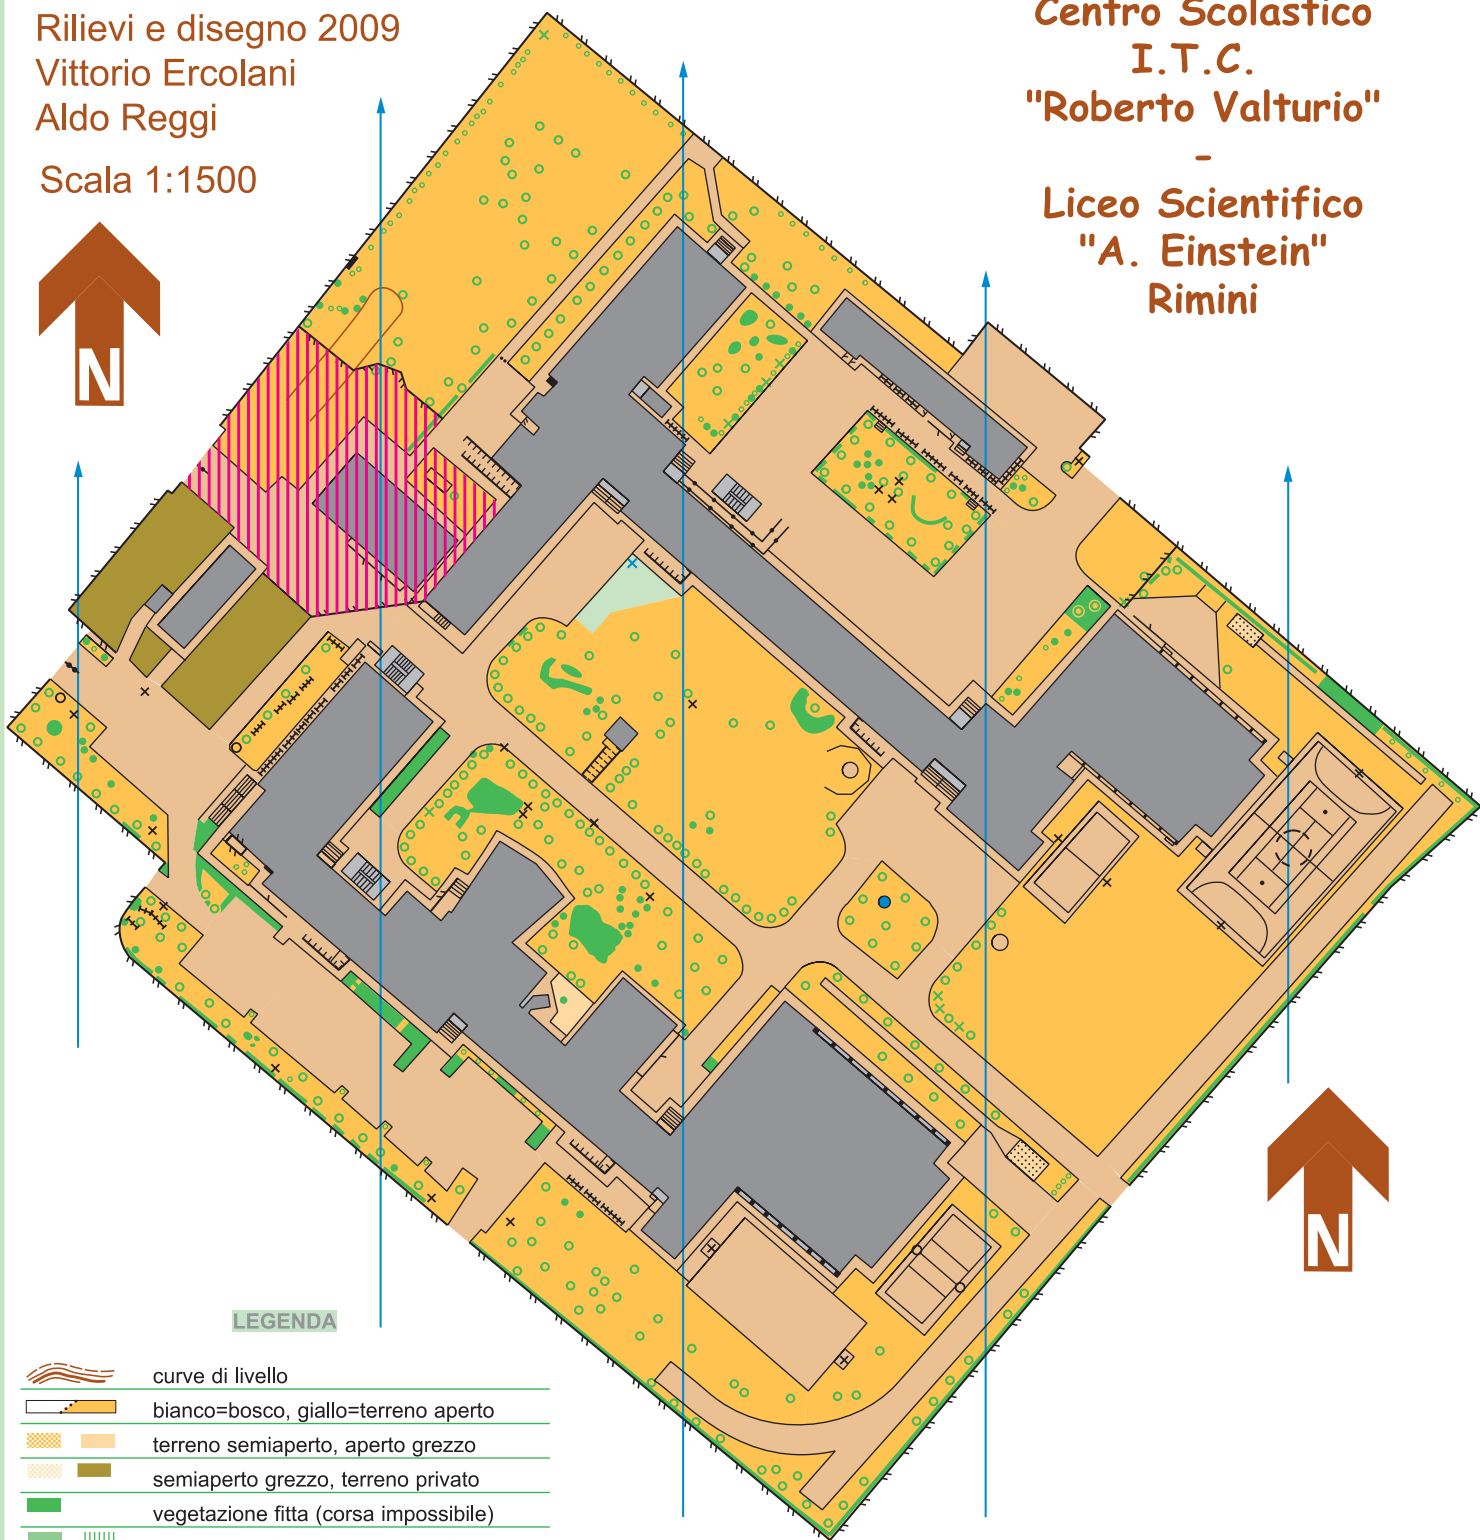 Rilievi e disegno 2009
Vittorio Ercolani
Aldo Reggi
Scala 1:1500
N
Centro Scolastico
I.T.C.
"Roberto Valturio"
-
Liceo Scientifico
"A. Einstein"
Rimini
N
LEGENDA
curve di livello
bianco=bosco, giallo=terreno aperto
terreno semiaperto, aperto grezzo
semiaperto grezzo, terreno privato
vegetazione fitta (corsa impossibile)